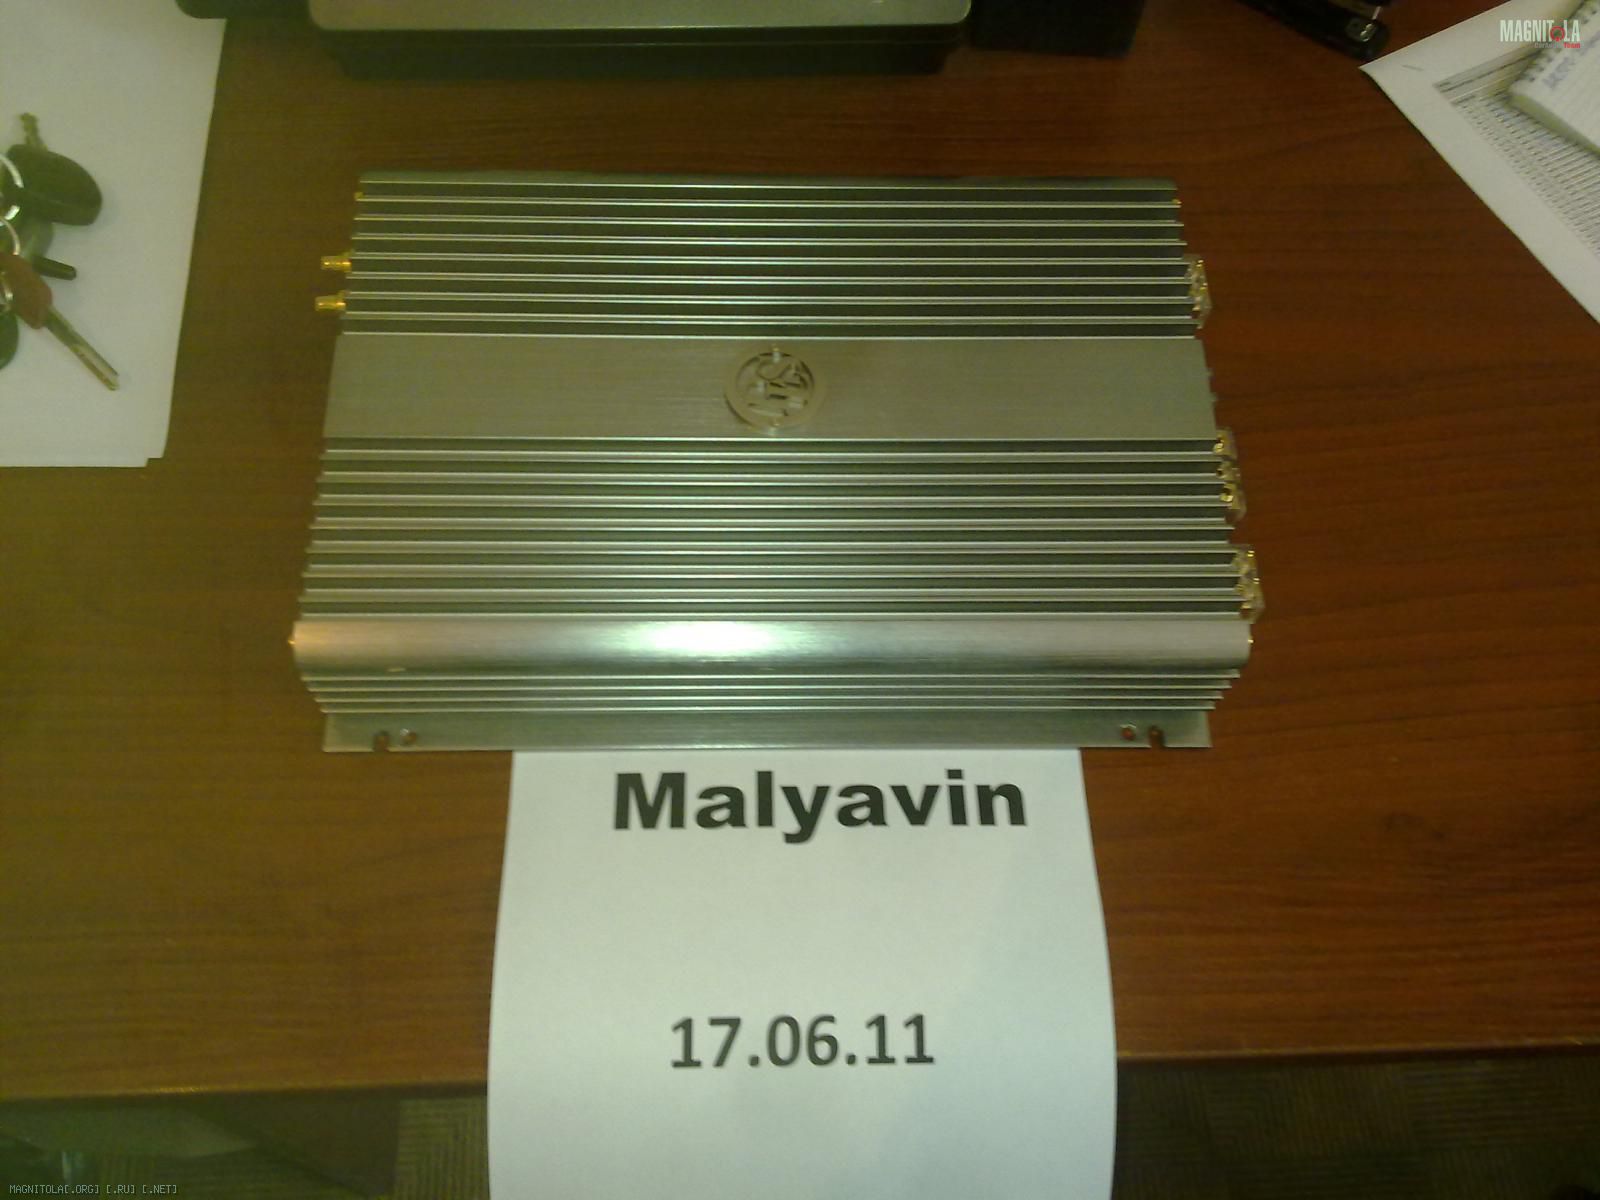 MAGNITOLA
Malyavin
17.06.11
MAGNITOLA[.ORG] [.RU] [.NET]